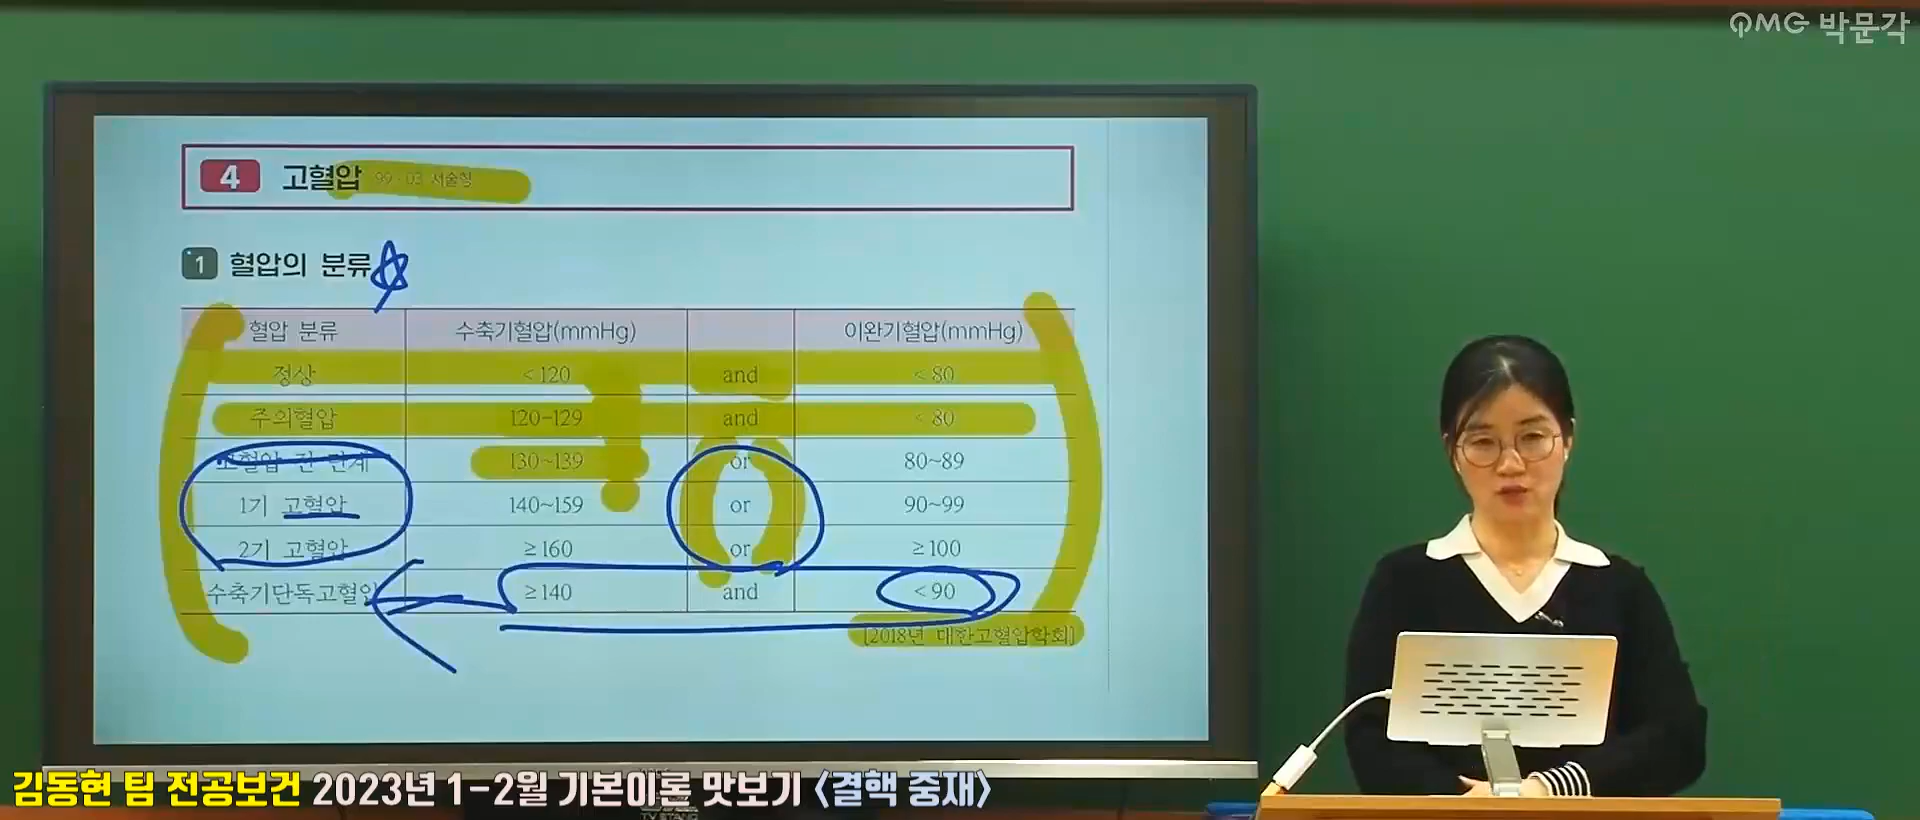 PMG 박문각
4 고혈압 99·03 서술형
1 혈압의 분류
혈압 분류 수축기혈압(mmHg) 이완기혈압(mmHg)
정상 < 120 and < 80
주의혈압 120-129 and < 80
고혈압 전 단계 130~139 or 80~89
1기 고혈압 140~159 or 90~99
2기 고혈압 ≥ 160 or ≥ 100
수축기단독고혈압 ≥ 140 and < 90
[2018년 대한고혈압학회]
김동현 팀 전공보건 2023년 1-2월 기본이론 맛보기 <결핵 중재>
TV STAND